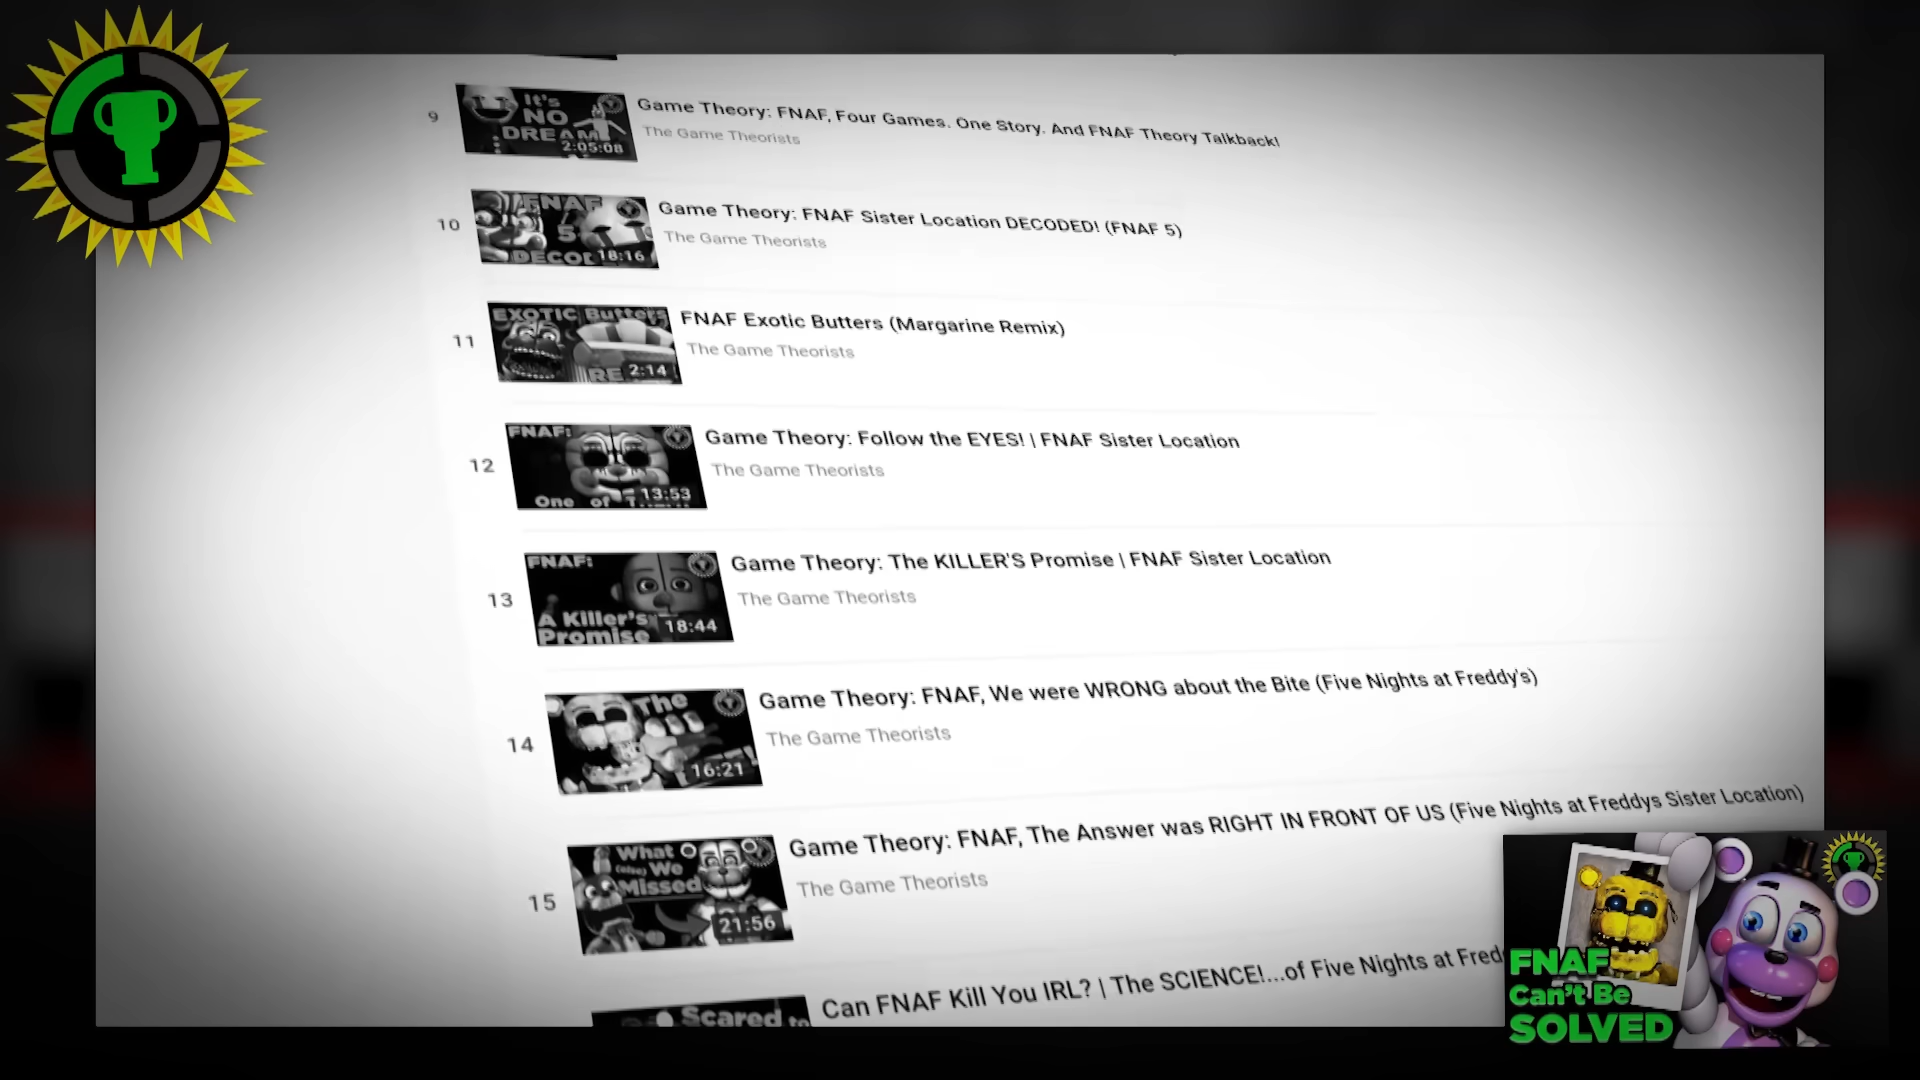 9
It's
NO
DREAM
2:05:08
Game Theory: FNAF, Four Games. One Story. And FNAF Theory Talkback!
The Game Theorists
10
FNAF
5
DECO
18:16
Game Theory: FNAF Sister Location DECODED! (FNAF 5)
The Game Theorists
11
EXOTIC Butters
RE
2:14
FNAF Exotic Butters (Margarine Remix)
The Game Theorists
12
FNAF:
One of
13:53
Game Theory: Follow the EYES! | FNAF Sister Location
The Game Theorists
13
FNAF:
A Killer's
Promise
18:44
Game Theory: The KILLER'S Promise | FNAF Sister Location
The Game Theorists
14
The
16:21
Game Theory: FNAF, We were WRONG about the Bite (Five Nights at Freddy's)
The Game Theorists
15
What
(else) We
Missed
21:56
Game Theory: FNAF, The Answer was RIGHT IN FRONT OF US (Five Nights at Freddys Sister Location)
The Game Theorists
Scared to
Can FNAF Kill You IRL? | The SCIENCE!...of Five Nights at Fred
FNAF
Can't Be
SOLVED